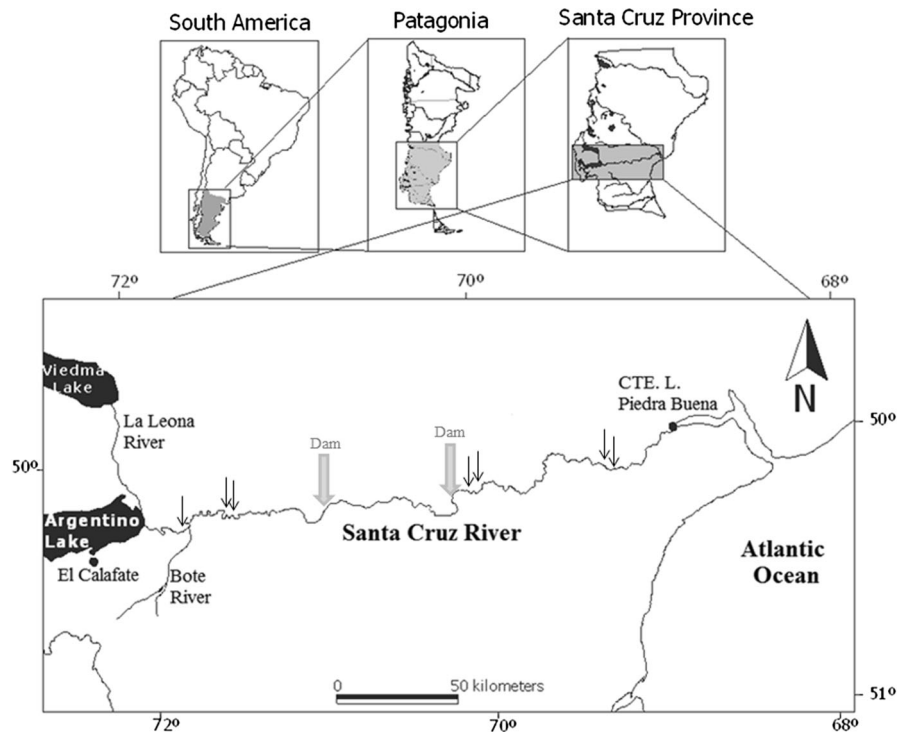 South America
Patagonia
Santa Cruz Province
72º
70º
68º
Viedma
Lake
La Leona
River
CTE. L.
Piedra Buena
N
50º
50º
Dam
Dam
Argentino
Lake
Santa Cruz River
El Calafate
Bote
River
Atlantic
Ocean
0
50 kilometers
51º
72º
70º
68º